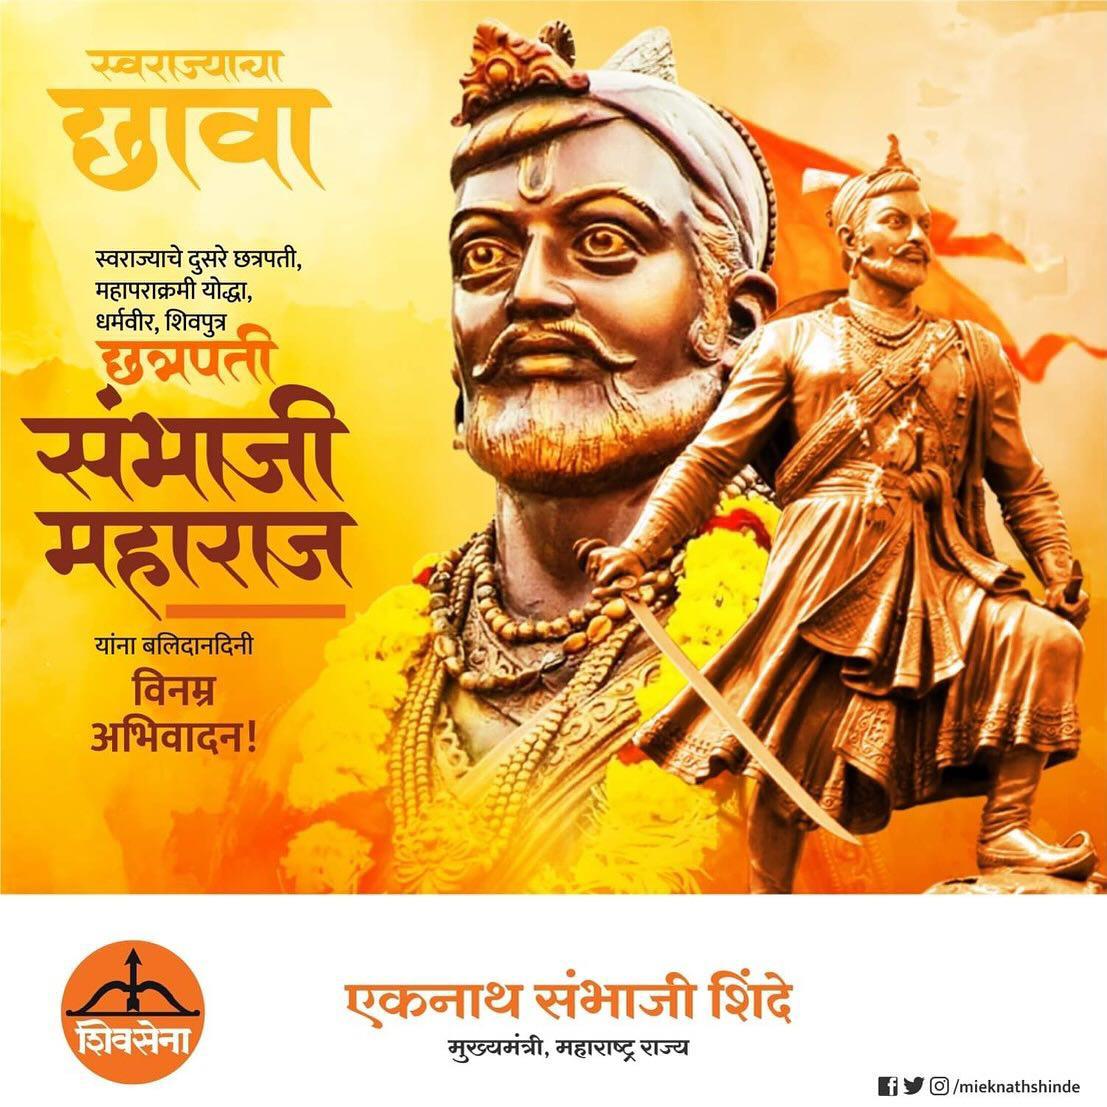 स्वराज्याचा
छावा
स्वराज्याचे दुसरे छत्रपती,
महापराक्रमी योद्धा,
धर्मवीर, शिवपुत्र
छत्रपती
संभाजी
महाराज
यांना बलिदानदिनी
विनम्र
अभिवादन!
शिवसेना
एकनाथ संभाजी शिंदे
मुख्यमंत्री, महाराष्ट्र राज्य
/mieknathshinde